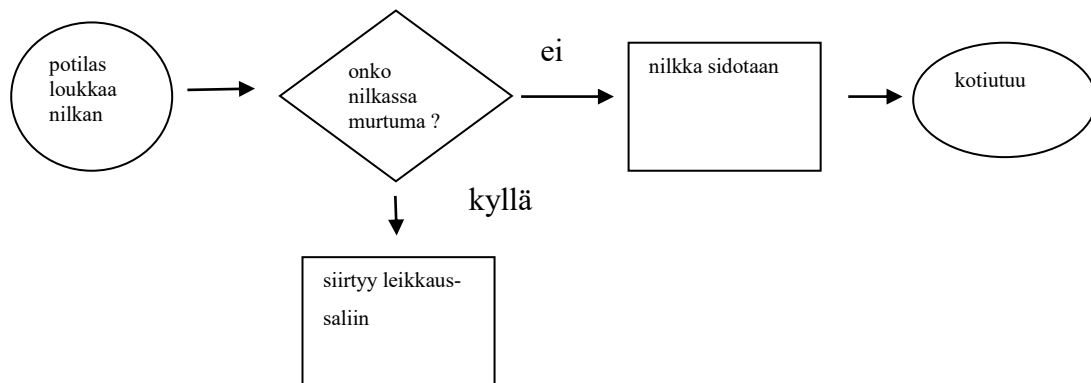 potilas
loukkaa
nilkan
onko
nilkassa
murtuma ?
ei
nilkka sidotaan
kotiutuu
kyllä
siirtyy leikkaus-
saliin